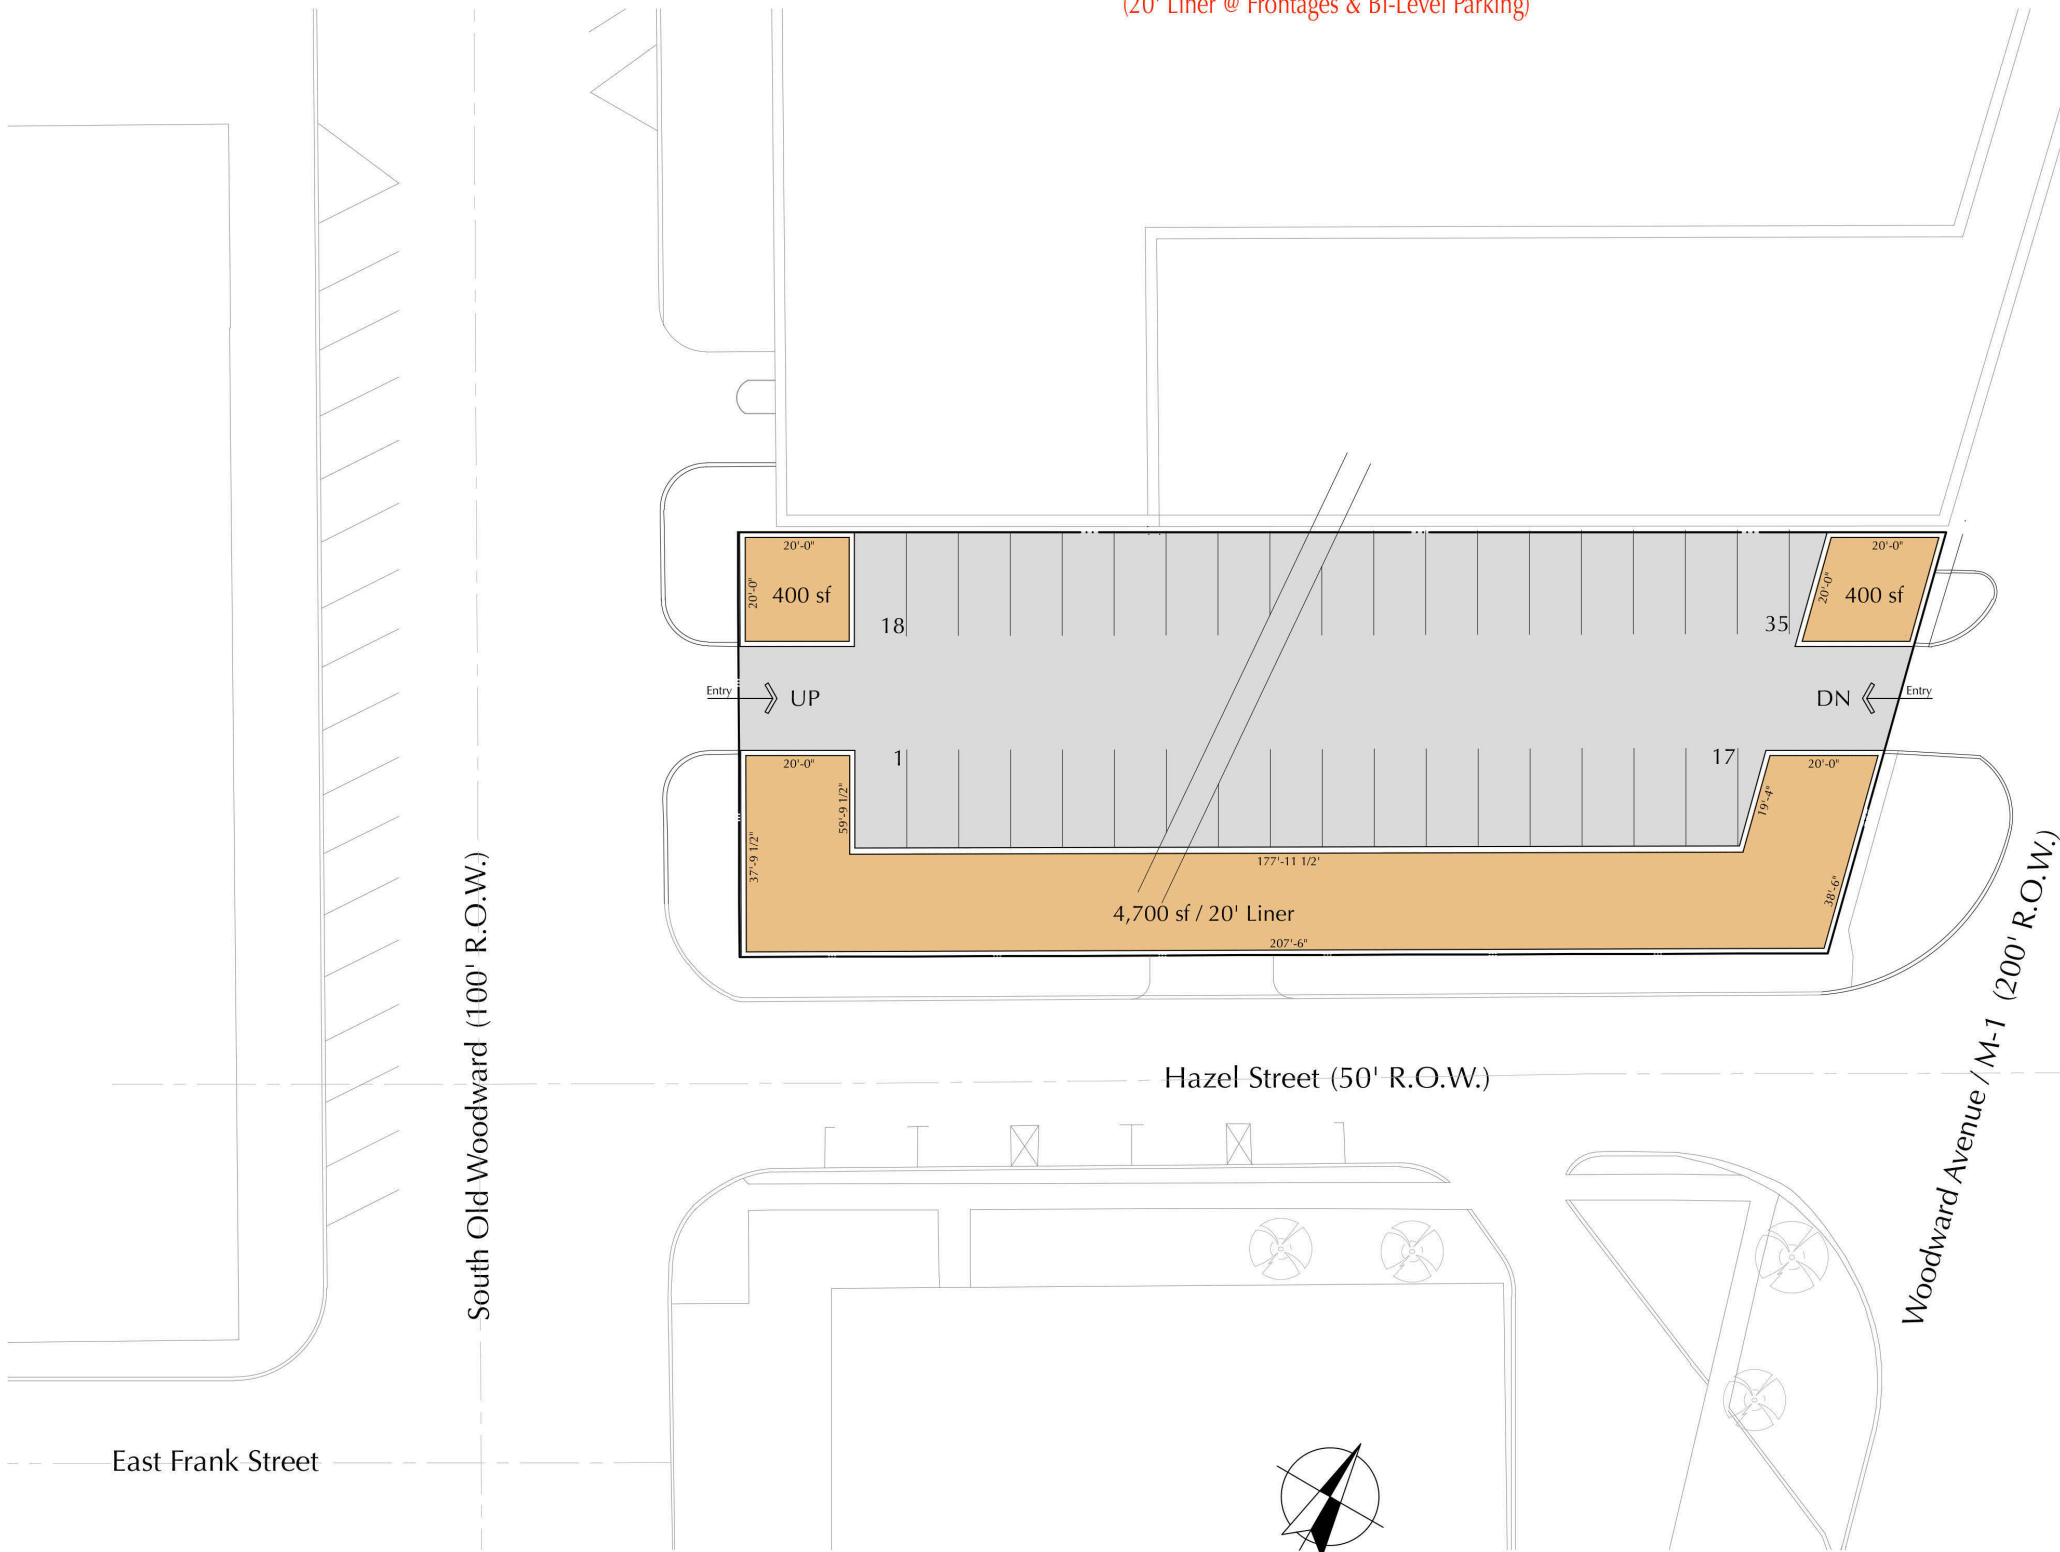 (20' Liner @ Frontages & Bi-Level Parking)
20'-0"
20'-0"
400 sf
20'-0"
20'-0"
400 sf
18
35
Entry
UP
DN
Entry
1
17
20'-0"
59'-9 1/2"
37'-9 1/2"
20'-0"
19'-4"
38'-6"
177'-11 1/2'
4,700 sf / 20' Liner
207'-6"
South Old Woodward (100' R.O.W.)
Hazel Street (50' R.O.W.)
Woodward Avenue / M-1 (200' R.O.W.)
East Frank Street